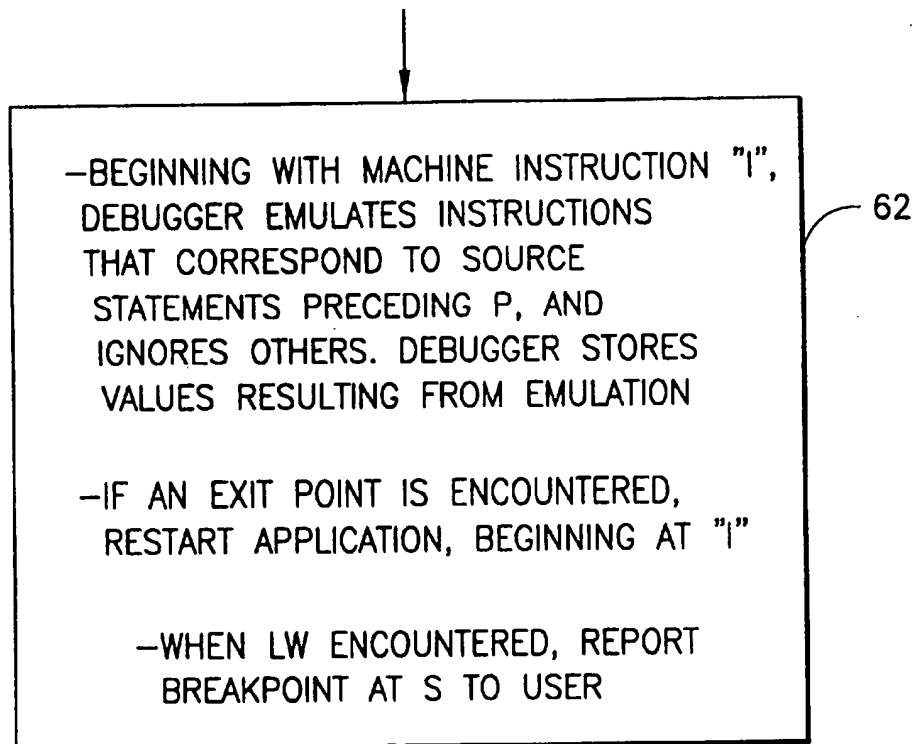 -BEGINNING WITH MACHINE INSTRUCTION "I",
DEBUGGER EMULATES INSTRUCTIONS
THAT CORRESPOND TO SOURCE
STATEMENTS PRECEDING P, AND
IGNORES OTHERS. DEBUGGER STORES
VALUES RESULTING FROM EMULATION
-IF AN EXIT POINT IS ENCOUNTERED,
RESTART APPLICATION, BEGINNING AT "I"
-WHEN LW ENCOUNTERED, REPORT
BREAKPOINT AT S TO USER
62